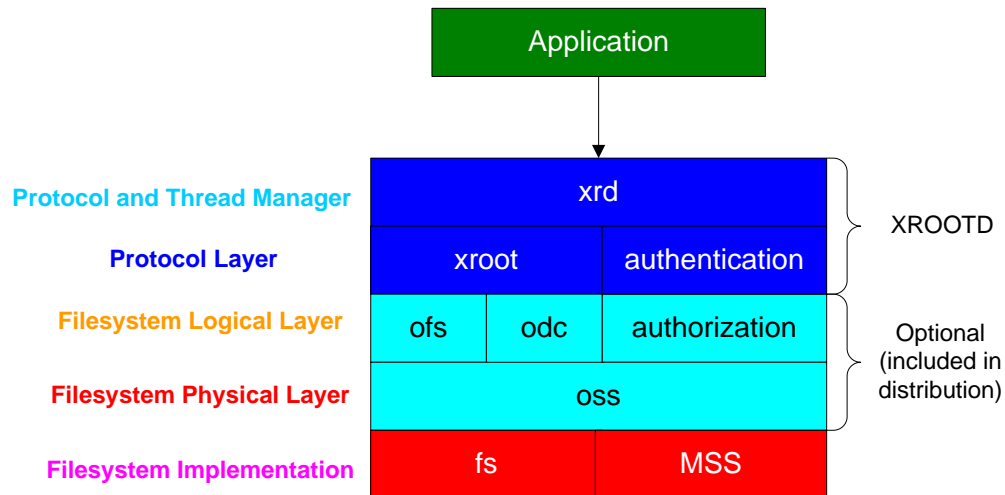 Application
Protocol and Thread Manager
xrd
XROOTD
Protocol Layer
xroot
authentication
Filesystem Logical Layer
ofs
odc
authorization
Optional
(included in
distribution)
Filesystem Physical Layer
oss
Filesystem Implementation
fs
MSS